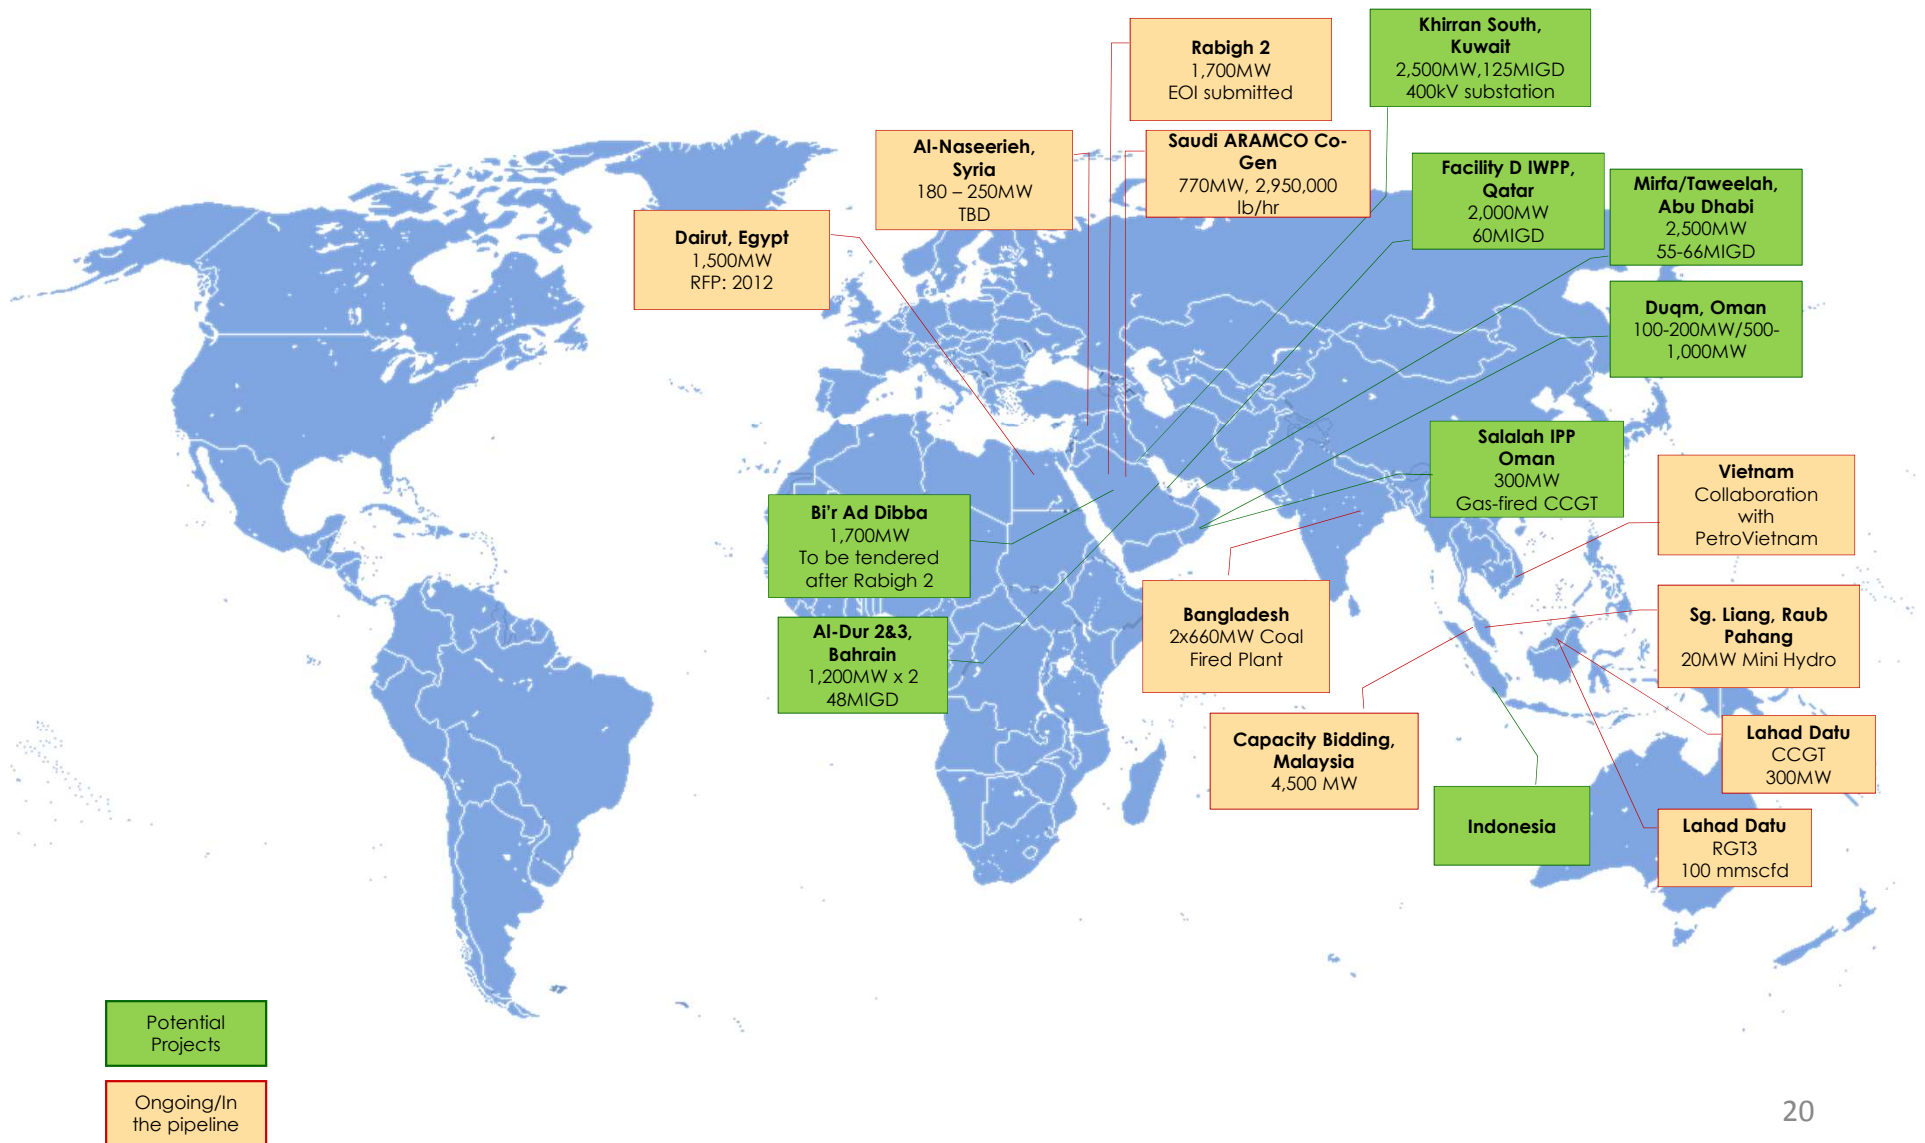 Rabigh 2
1,700MW
EOI submitted
Khirran South,
Kuwait
2,500MW,125MIGD
400kV substation
Al-Naseerieh,
Syria
180 – 250MW
TBD
Saudi ARAMCO Co-
Gen
770MW, 2,950,000
lb/hr
Facility D IWPP,
Qatar
2,000MW
60MIGD
Mirfa/Taweelah,
Abu Dhabi
2,500MW
55-66MIGD
Dairut, Egypt
1,500MW
RFP: 2012
Duqm, Oman
100-200MW/500-
1,000MW
Salalah IPP
Oman
300MW
Gas-fired CCGT
Vietnam
Collaboration
with
PetroVietnam
Bi'r Ad Dibba
1,700MW
To be tendered
after Rabigh 2
Bangladesh
2x660MW Coal
Fired Plant
Sg. Liang, Raub
Pahang
20MW Mini Hydro
Al-Dur 2&3,
Bahrain
1,200MW x 2
48MIGD
Capacity Bidding,
Malaysia
4,500 MW
Lahad Datu
CCGT
300MW
Indonesia
Lahad Datu
RGT3
100 mmscfd
Potential
Projects
Ongoing/In
the pipeline
20